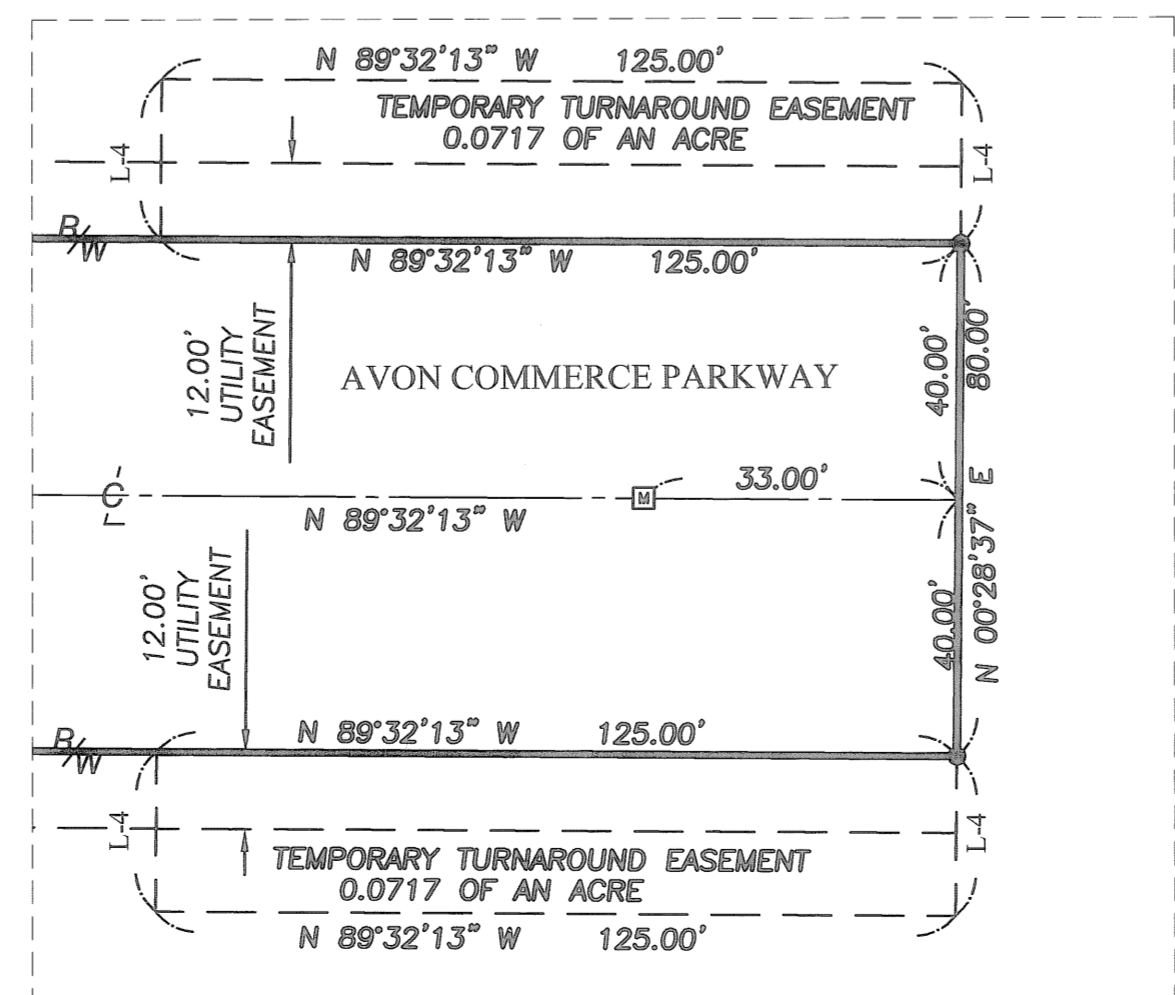 N 89°32'13" W 125.00'
TEMPORARY TURNAROUND EASEMENT
0.0717 OF AN ACRE
L-4
L-4
R/W
N 89°32'13" W 125.00'
12.00'
UTILITY
EASEMENT
AVON COMMERCE PARKWAY
40.00'
80.00'
CL
M
33.00'
N 89°32'13" W
N 00°28'37" E
12.00'
UTILITY
EASEMENT
40.00'
R/W
N 89°32'13" W 125.00'
L-4
L-4
TEMPORARY TURNAROUND EASEMENT
0.0717 OF AN ACRE
N 89°32'13" W 125.00'